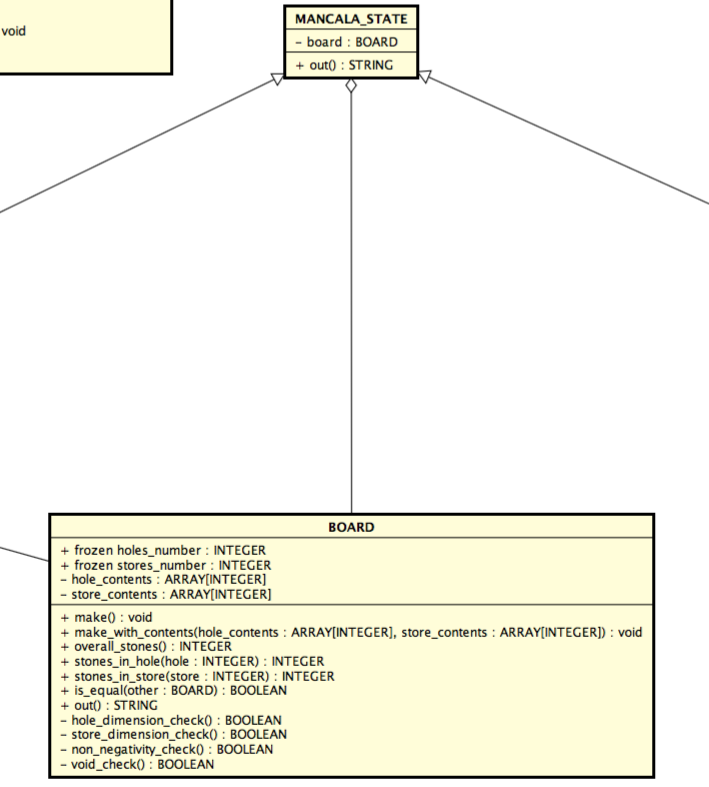 void
MANCALA_STATE
- board : BOARD
+ out() : STRING
BOARD
+ frozen holes_number : INTEGER
+ frozen stores_number : INTEGER
- hole_contents : ARRAY[INTEGER]
- store_contents : ARRAY[INTEGER]
+ make() : void
+ make_with_contents(hole_contents : ARRAY[INTEGER], store_contents : ARRAY[INTEGER]) : void
+ overall_stones() : INTEGER
+ stones_in_hole(hole : INTEGER) : INTEGER
+ stones_in_store(store : INTEGER) : INTEGER
+ is_equal(other : BOARD) : BOOLEAN
+ out() : STRING
- hole_dimension_check() : BOOLEAN
- store_dimension_check() : BOOLEAN
- non_negativity_check() : BOOLEAN
- void_check() : BOOLEAN